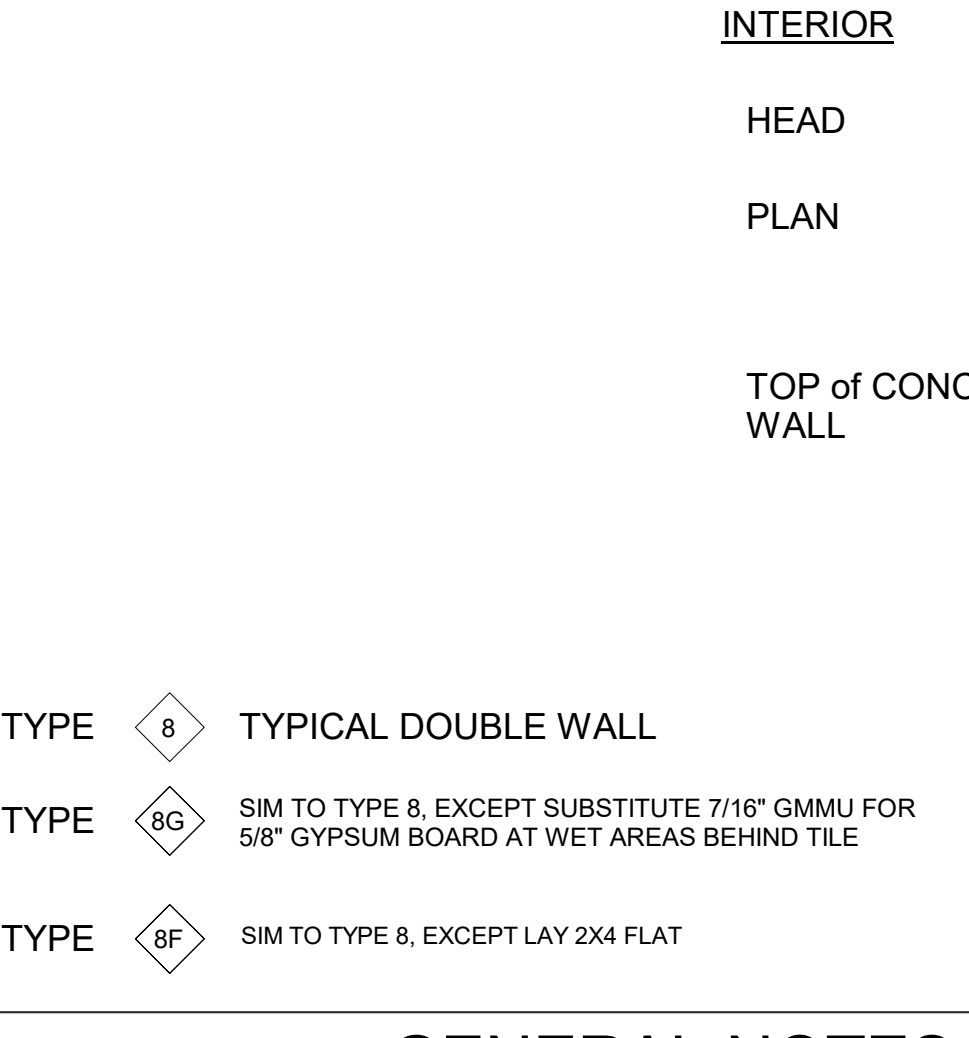 INTERIOR
HEAD
PLAN
TOP of CONC
WALL
TYPE 8 TYPICAL DOUBLE WALL
TYPE 8G SIM TO TYPE 8, EXCEPT SUBSTITUTE 7/16" GMMU FOR
5/8" GYPSUM BOARD AT WET AREAS BEHIND TILE
TYPE 8F SIM TO TYPE 8, EXCEPT LAY 2X4 FLAT
GENERAL NOTES